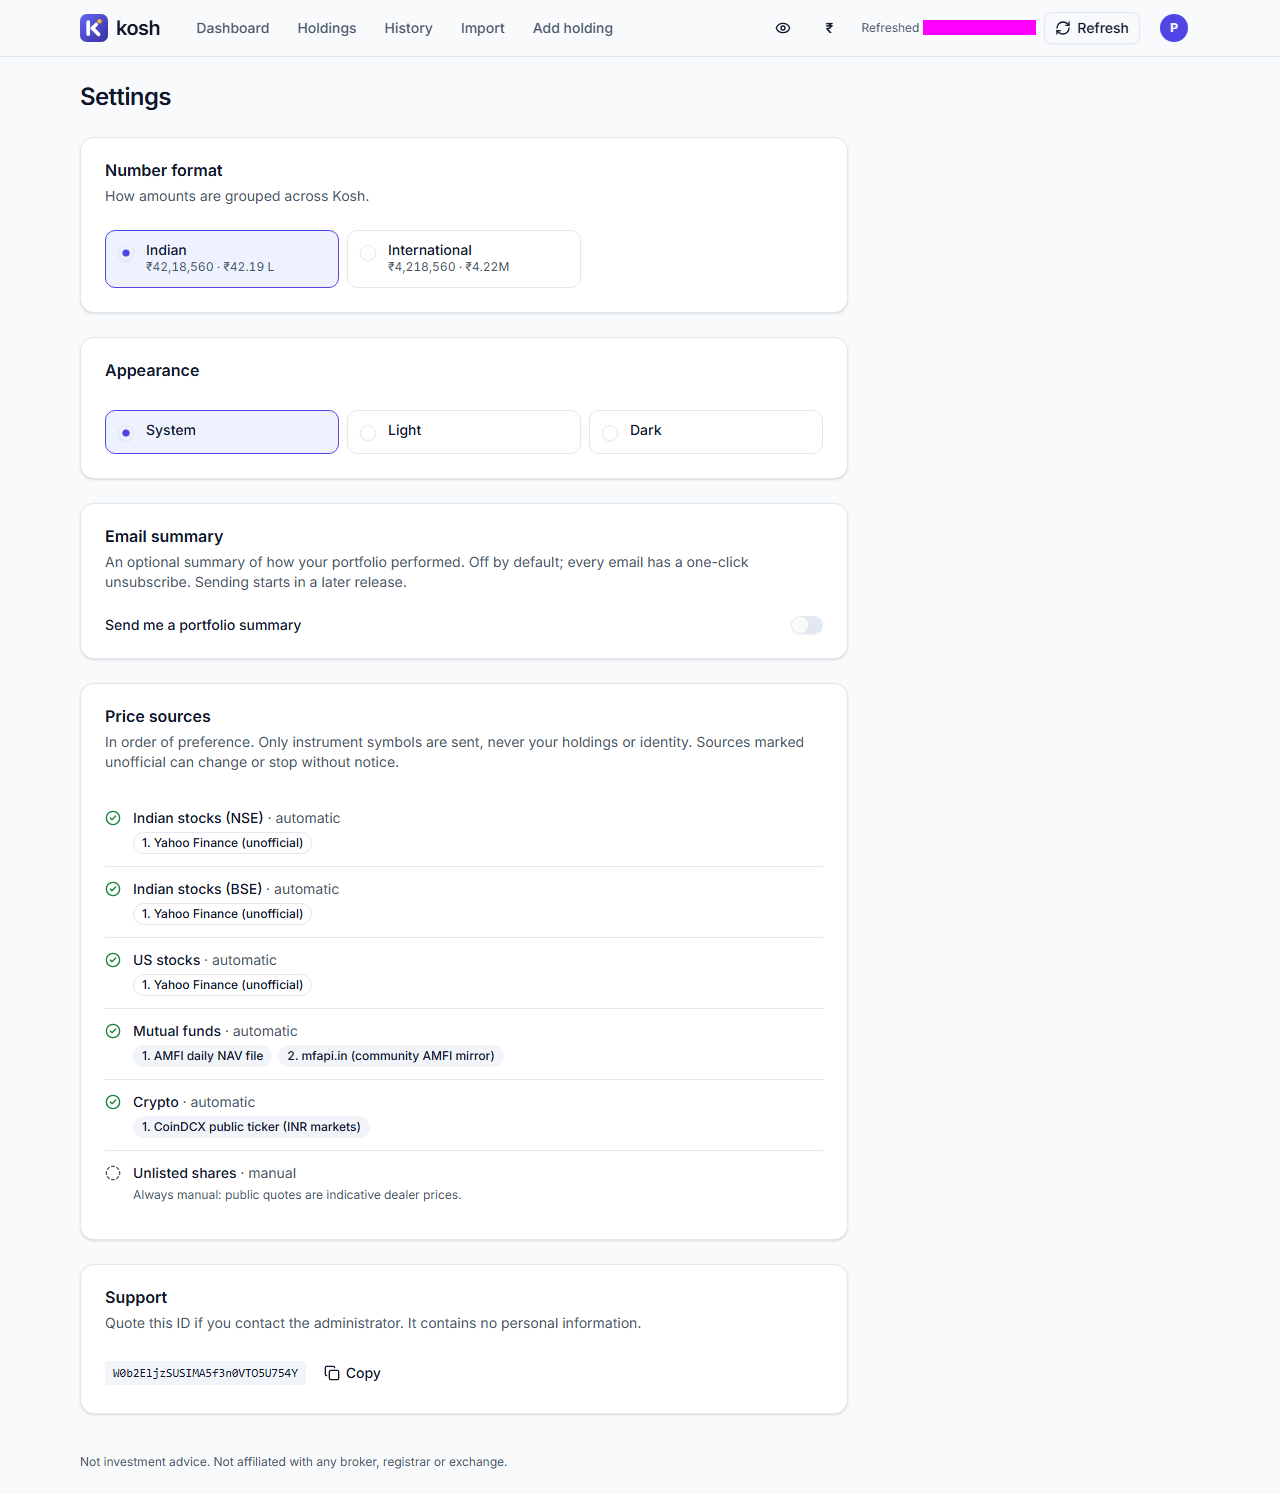 kosh
Dashboard
Holdings
History
Import
Add holding
₹
Refreshed
Refresh
P
Settings
Number format
How amounts are grouped across Kosh.
Indian
₹42,18,560 · ₹42.19 L
International
₹4,218,560 · ₹4.22M
Appearance
System
Light
Dark
Email summary
An optional summary of how your portfolio performed. Off by default; every email has a one-click
unsubscribe. Sending starts in a later release.
Send me a portfolio summary
Price sources
In order of preference. Only instrument symbols are sent, never your holdings or identity. Sources marked
unofficial can change or stop without notice.
Indian stocks (NSE) · automatic
1. Yahoo Finance (unofficial)
Indian stocks (BSE) · automatic
1. Yahoo Finance (unofficial)
US stocks · automatic
1. Yahoo Finance (unofficial)
Mutual funds · automatic
1. AMFI daily NAV file
2. mfapi.in (community AMFI mirror)
Crypto · automatic
1. CoinDCX public ticker (INR markets)
Unlisted shares · manual
Always manual: public quotes are indicative dealer prices.
Support
Quote this ID if you contact the administrator. It contains no personal information.
W0b2EljzSUSIMA5f3n0VTO5U754Y
Copy
Not investment advice. Not affiliated with any broker, registrar or exchange.